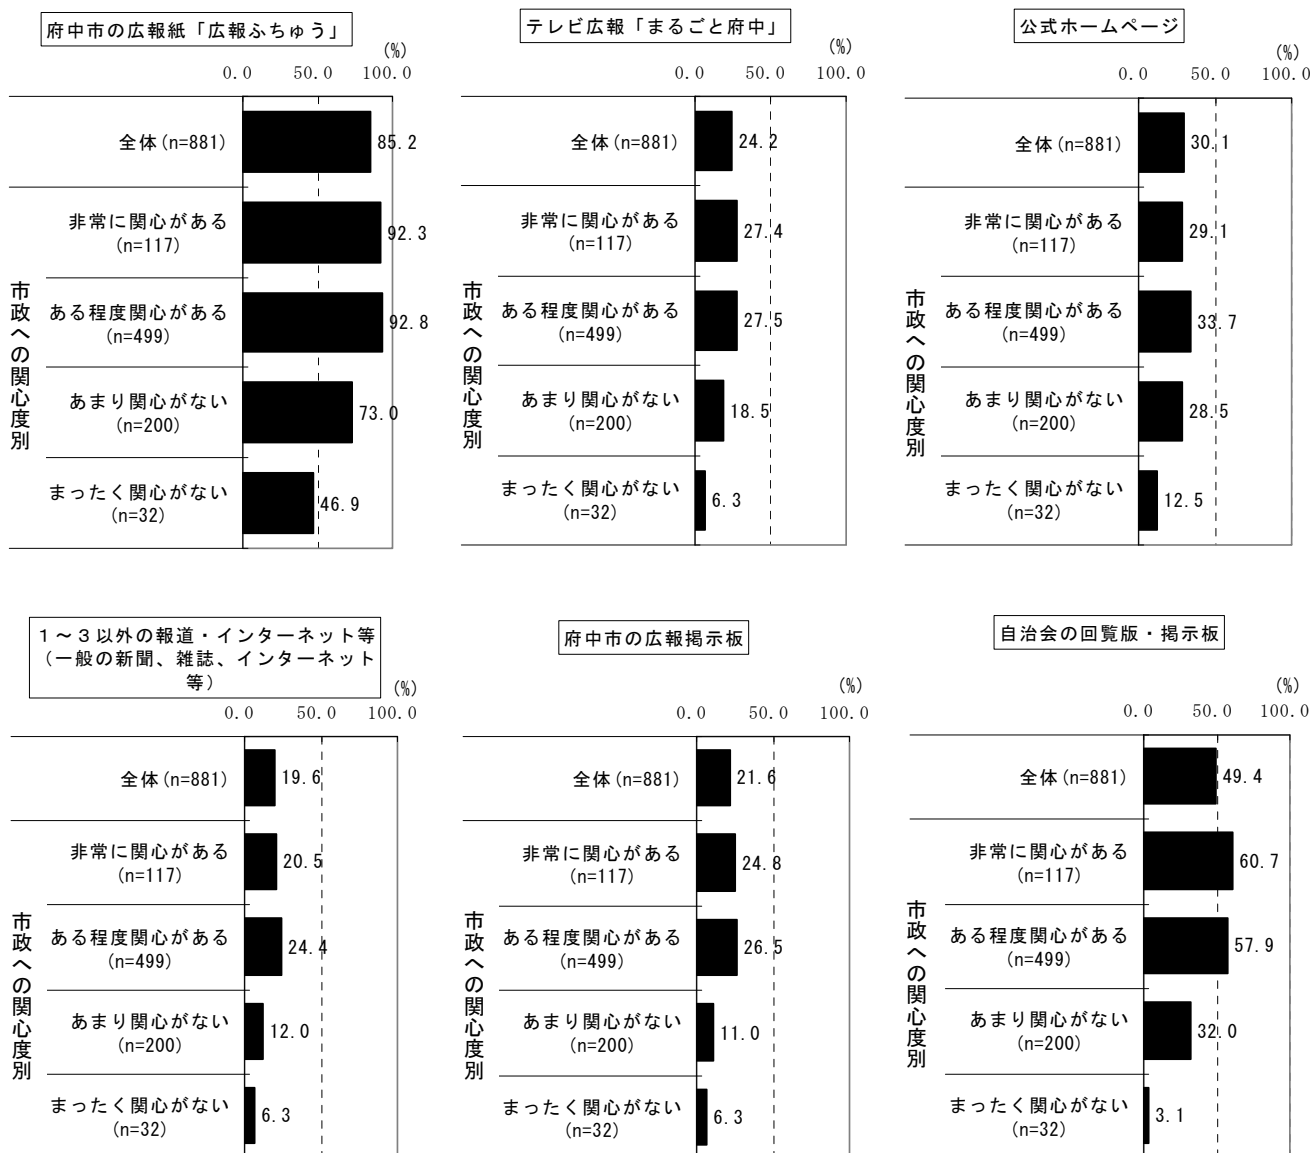 府中市の広報紙「広報ふちゅう」
(%)
0.0 50.0 100.0
全体(n=881)
85.2
非常に関心がある
(n=117)
92.3
ある程度関心がある
(n=499)
92.8
あまり関心がない
(n=200)
73.0
まったく関心がない
(n=32)
46.9
市政への関心度別
テレビ広報「まるごと府中」
(%)
0.0 50.0 100.0
全体(n=881)
24.2
非常に関心がある
(n=117)
27.4
ある程度関心がある
(n=499)
27.5
あまり関心がない
(n=200)
18.5
まったく関心がない
(n=32)
6.3
市政への関心度別
公式ホームページ
(%)
0.0 50.0 100.0
全体(n=881)
30.1
非常に関心がある
(n=117)
29.1
ある程度関心がある
(n=499)
33.7
あまり関心がない
(n=200)
28.5
まったく関心がない
(n=32)
12.5
市政への関心度別
１～３以外の報道・インターネット等
（一般の新聞、雑誌、インターネット
等）
(%)
0.0 50.0 100.0
全体(n=881)
19.6
非常に関心がある
(n=117)
20.5
ある程度関心がある
(n=499)
24.4
あまり関心がない
(n=200)
12.0
まったく関心がない
(n=32)
6.3
市政への関心度別
府中市の広報掲示板
(%)
0.0 50.0 100.0
全体(n=881)
21.6
非常に関心がある
(n=117)
24.8
ある程度関心がある
(n=499)
26.5
あまり関心がない
(n=200)
11.0
まったく関心がない
(n=32)
6.3
市政への関心度別
自治会の回覧版・掲示板
(%)
0.0 50.0 100.0
全体(n=881)
49.4
非常に関心がある
(n=117)
60.7
ある程度関心がある
(n=499)
57.9
あまり関心がない
(n=200)
32.0
まったく関心がない
(n=32)
3.1
市政への関心度別